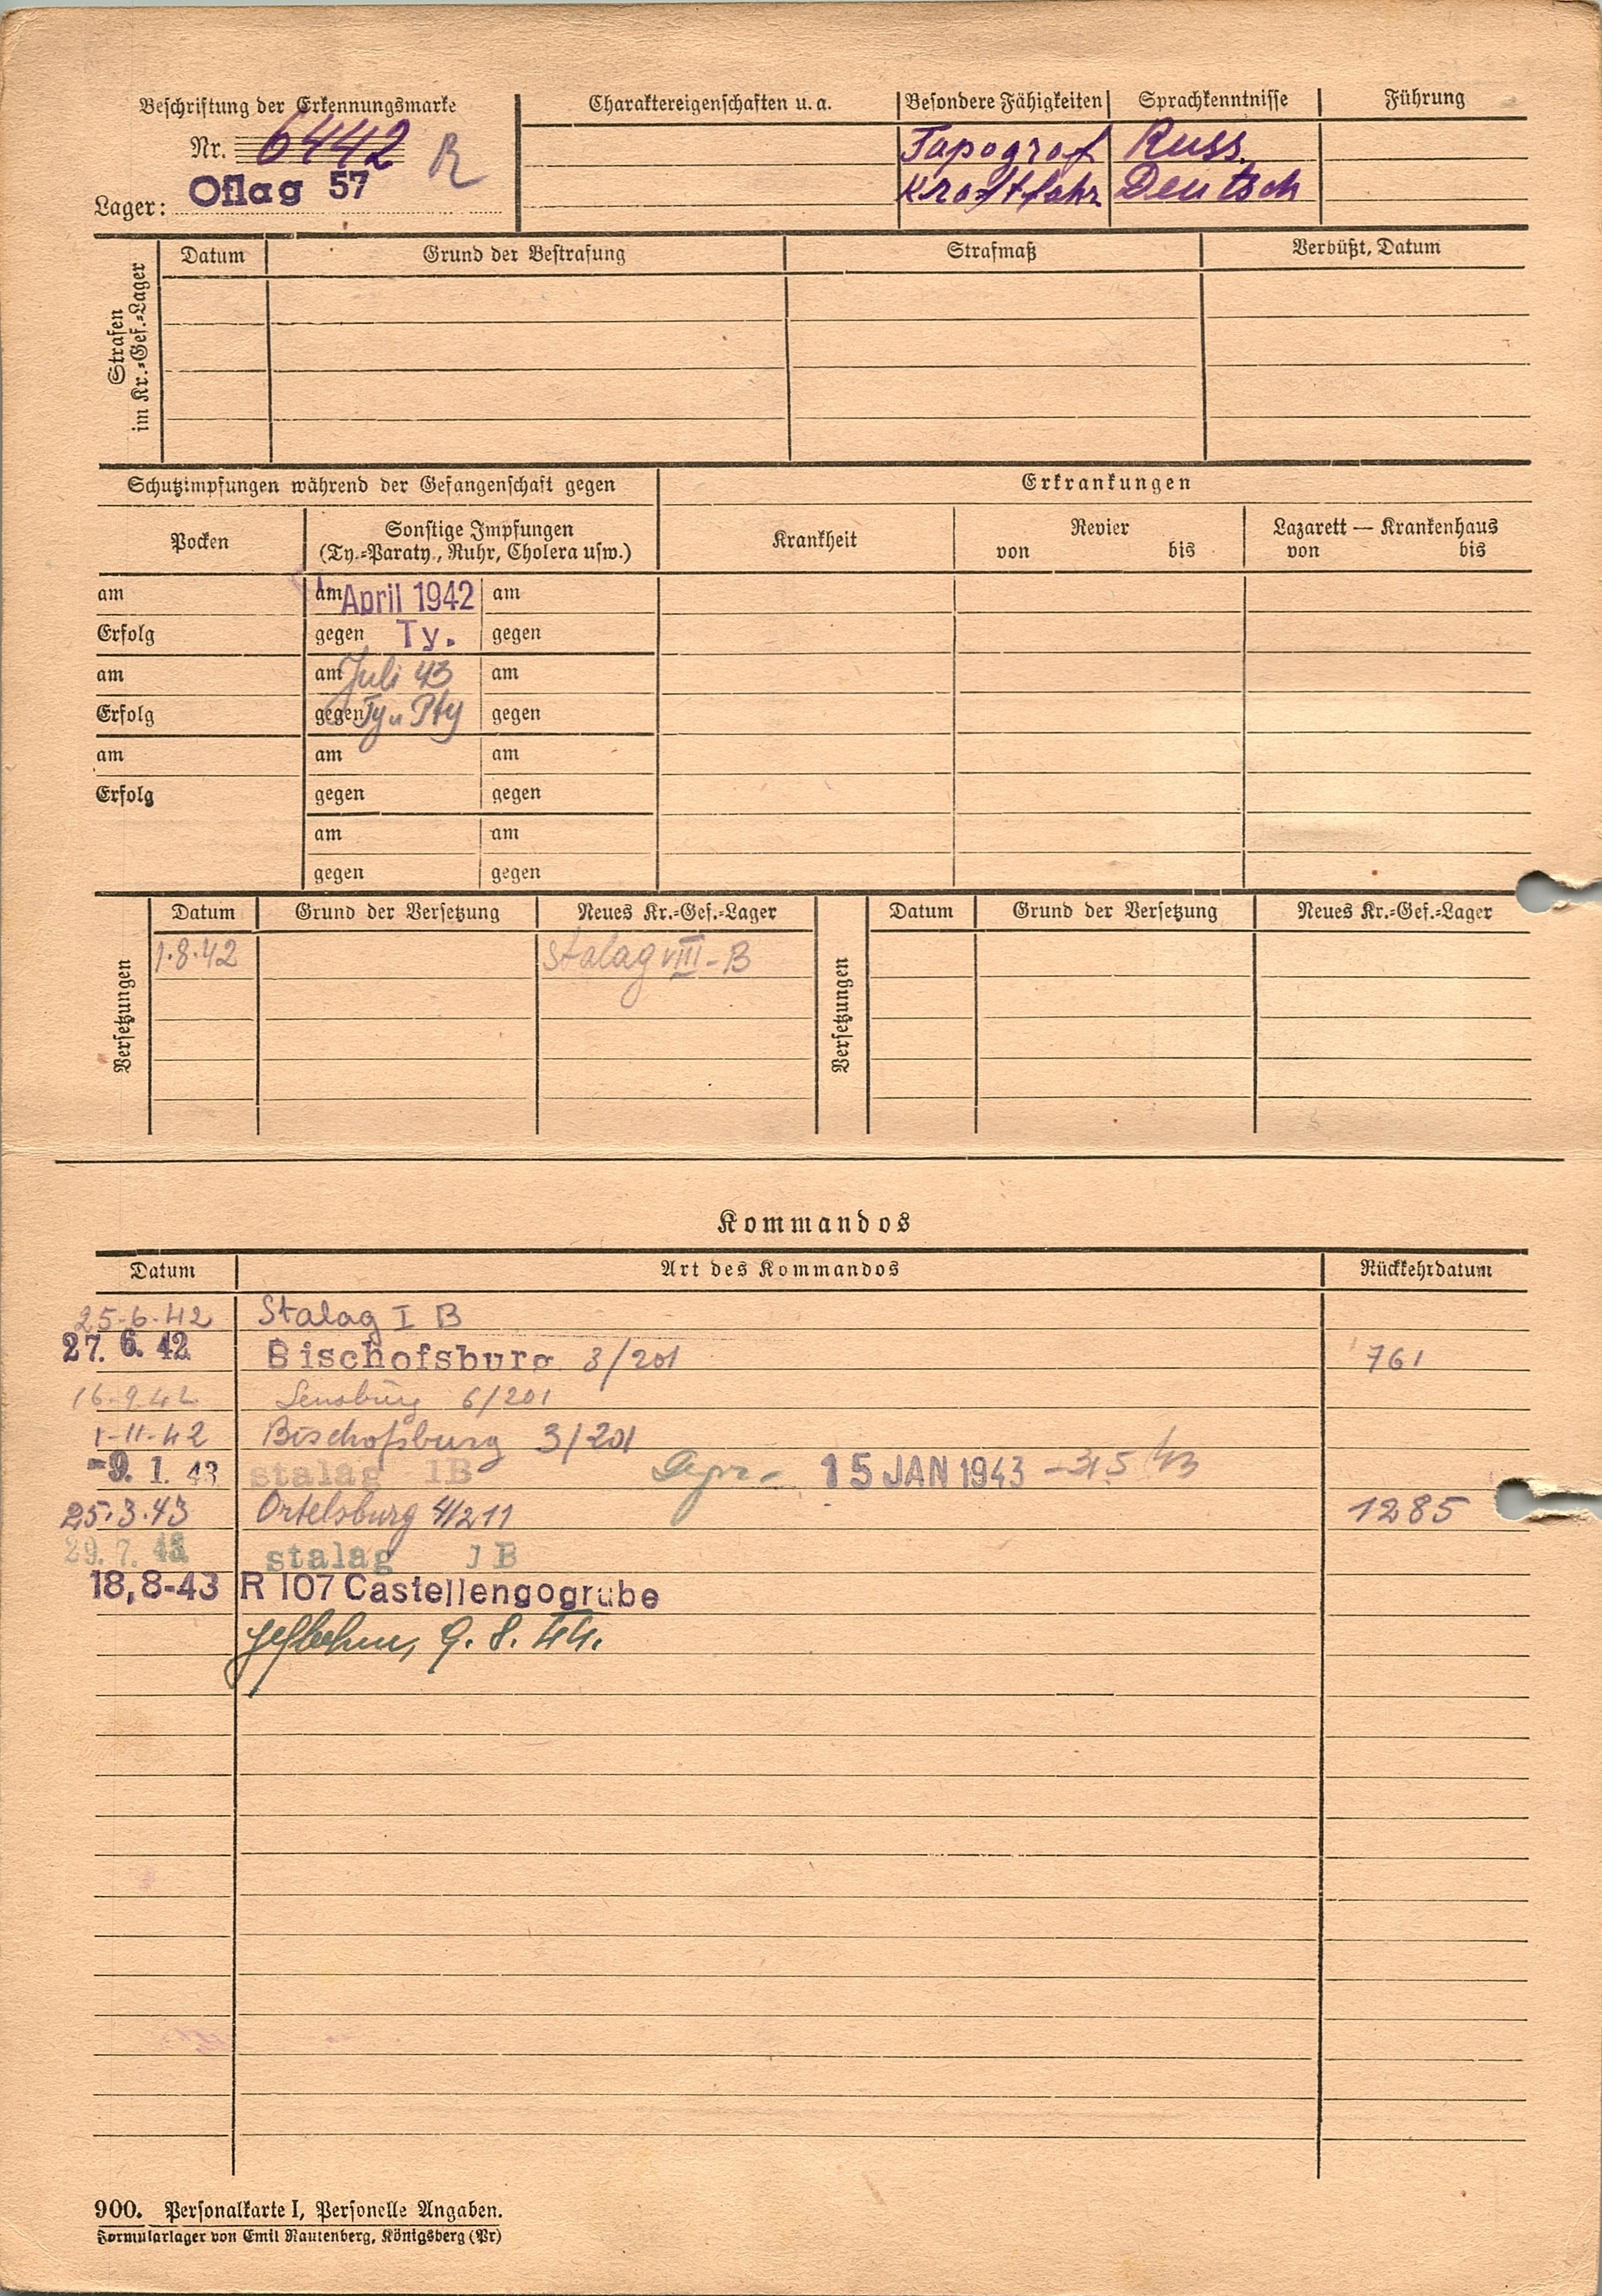 Beschriftung der Erkennungsmarke
Nr. 6442 R
Lager: Oflag 57
Charaktereigenschaften u. a.
Besondere Fähigkeiten
Tapograf
Kraftfahr
Sprachkenntnisse
Russ.
Deutsch
Führung
Strafen im Kr.=Gef.=Lager
Datum Grund der Bestrafung Strafmaß Verbüßt, Datum
Schutzimpfungen während der Gefangenschaft gegen
Erkrankungen
Pocken
Sonstige Impfungen
(Ty.=Paraty., Ruhr, Cholera usw.)
Krankheit
Revier
von bis
Lazarett — Krankenhaus
von bis
am am April 1942 am
Erfolg gegen Ty. gegen
am am Juli 43 am
Erfolg gegen Ty u Pty gegen
am am am
Erfolg gegen gegen
am am
gegen gegen
Versetzungen
Datum Grund der Versetzung Neues Kr.=Gef.=Lager
1.8.42 Stalag VIII-B
Versetzungen
Datum Grund der Versetzung Neues Kr.=Gef.=Lager
Kommandos
Datum Art des Kommandos Rückkehrdatum
25-6-42 Stalag I B
27. 6. 42 Bischofsburg 3/201 761
16.9.42 Sensburg 6/201
1-11-42 Bischofsburg 3/201
-9. 1. 43 stalag 1B 15 JAN 1943
25.3.43 Ortelsburg 4/211 1285
29. 7. 43 stalag JB
18,8-43 R 107 Castellengogrube
9. 8. 44.
900. Personalkarte I, Personelle Angaben.
Formularlager von Emil Rautenberg, Königsberg (Pr)